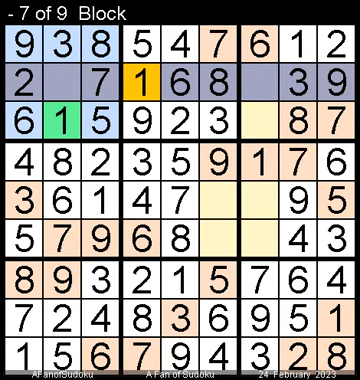 - 7 of 9 Block
9 3 8 5 4 7 6 1 2
2 7 1 6 8 3 9
6 1 5 9 2 3 8 7
4 8 2 3 5 9 1 7 6
3 6 1 4 7 9 5
5 7 9 6 8 4 3
8 9 3 2 1 5 7 6 4
7 2 4 8 3 6 9 5 1
1 5 6 7 9 4 3 2 8
AFanofSudoku A Fan of Sudoku 24 February 2023